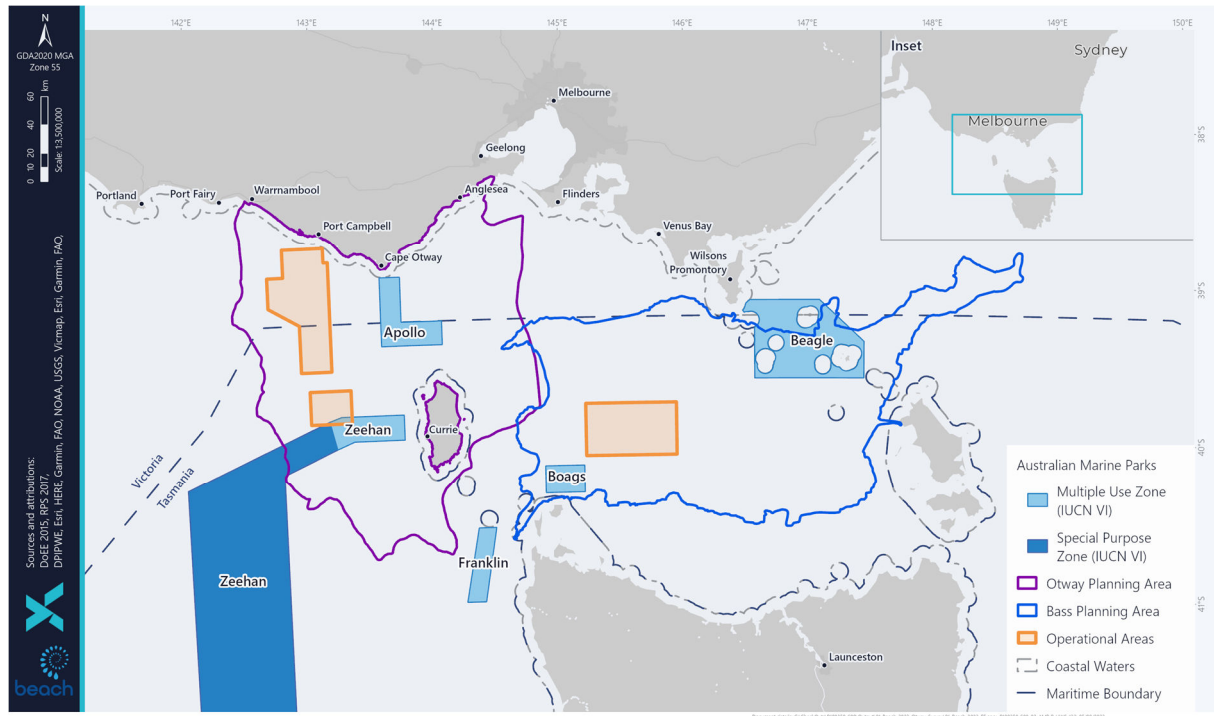 142°E
143°E
144°E
145°E
146°E
147°E
148°E
149°E
150°E
N
GDA2020 MGA
Zone 55
0 10 20 40 60
km
Scale: 1:3,500,000
Inset
Sydney
Melbourne
38°S
39°S
40°S
41°S
Melbourne
Geelong
Portland
Port Fairy
Warrnambool
Anglesea
Flinders
Port Campbell
Venus Bay
Cape Otway
Wilsons
Promontory
Apollo
Beagle
Zeehan
Currie
Boags
Victoria
Tasmania
Franklin
Zeehan
Launceston
Sources and attributions:
DoEE 2015, RPS 2017,
DPIPWE, Esri, HERE, Garmin, FAO, NOAA, USGS, Vicmap, Esri, Garmin, FAO,
beach
Australian Marine Parks
Multiple Use Zone
(IUCN VI)
Special Purpose
Zone (IUCN VI)
Otway Planning Area
Bass Planning Area
Operational Areas
Coastal Waters
Maritime Boundary